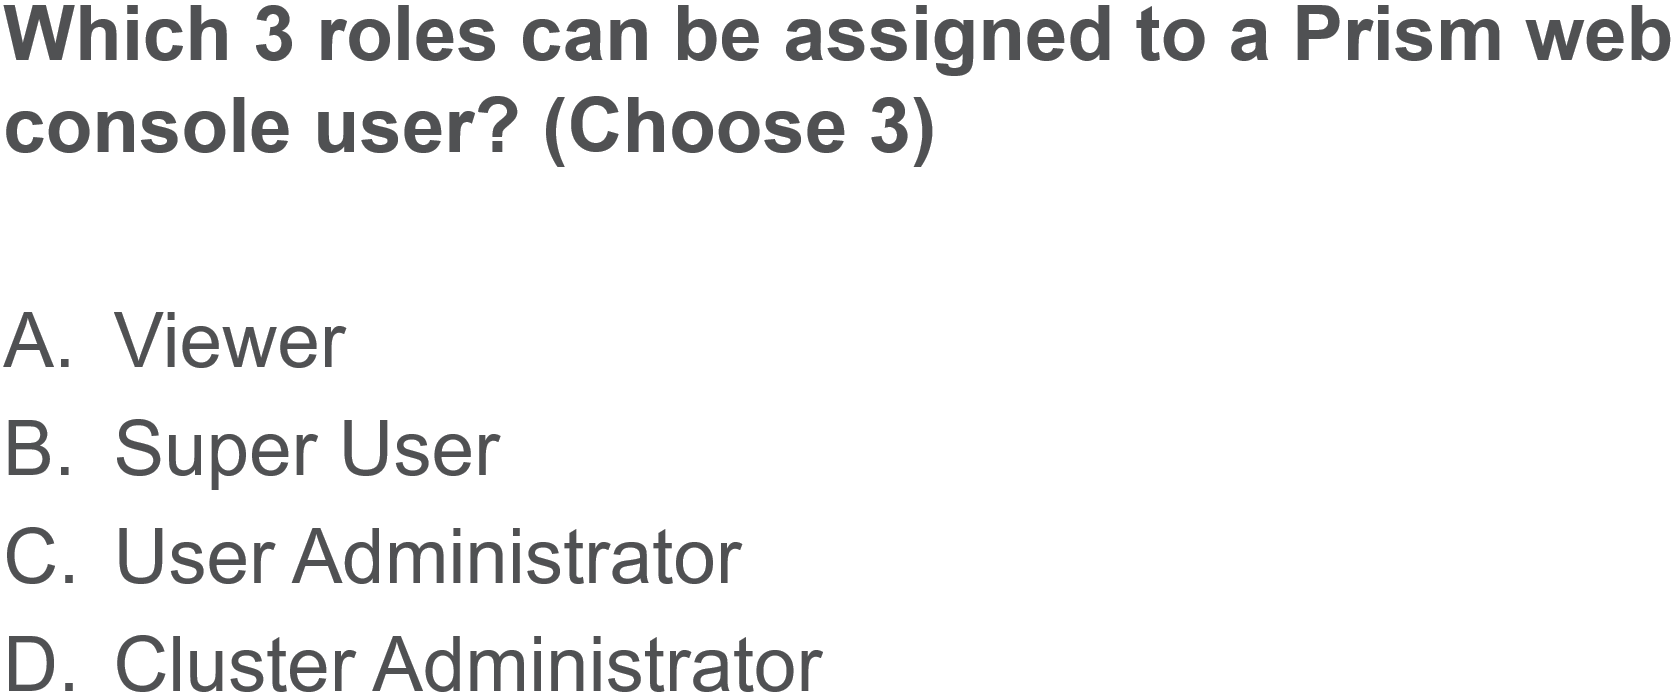 Which 3 roles can be assigned to a Prism web
console user? (Choose 3)
A. Viewer
B. Super User
C. User Administrator
D. Cluster Administrator